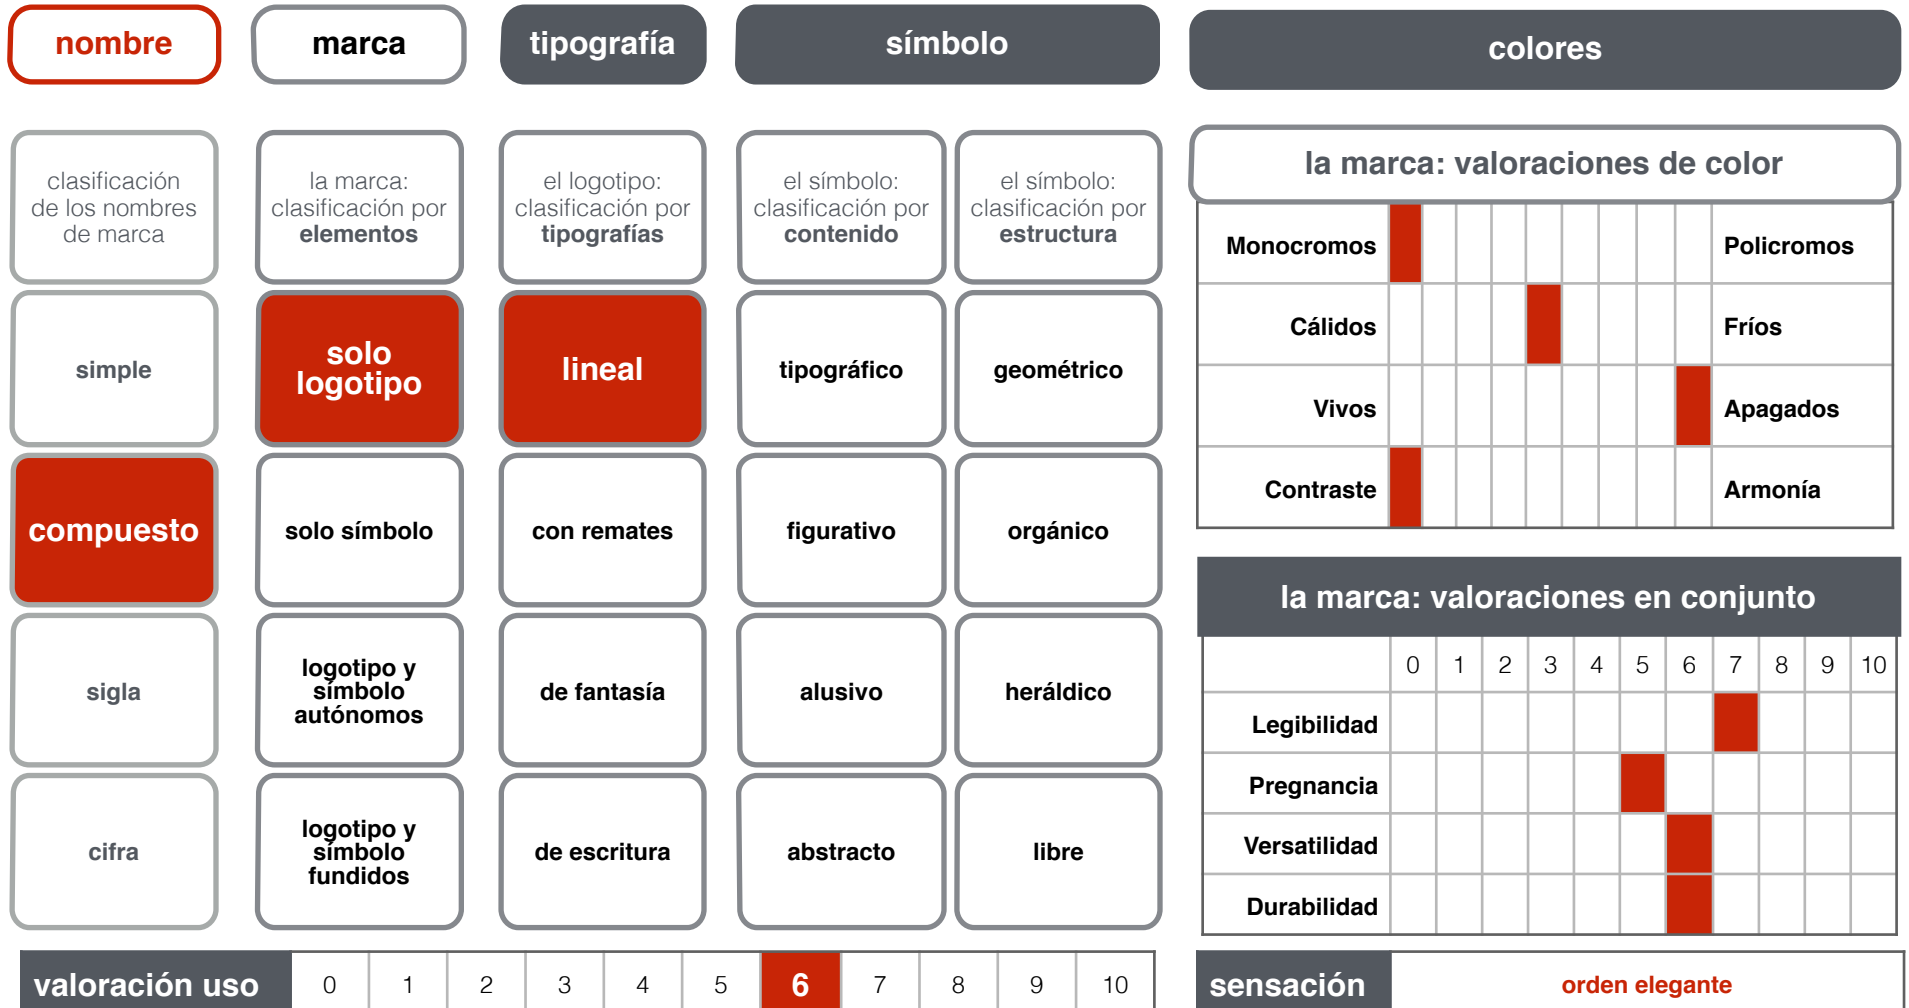 nombre
marca
tipografía
símbolo
colores
clasificación
de los nombres
de marca
la marca:
clasificación por
elementos
el logotipo:
clasificación por
tipografías
el símbolo:
clasificación por
contenido
el símbolo:
clasificación por
estructura
simple
solo
logotipo
lineal
tipográfico
geométrico
compuesto
solo símbolo
con remates
figurativo
orgánico
sigla
logotipo y
símbolo
autónomos
de fantasía
alusivo
heráldico
cifra
logotipo y
símbolo
fundidos
de escritura
abstracto
libre
valoración uso 0 1 2 3 4 5 6 7 8 9 10
la marca: valoraciones de color
Monocromos Policromos
Cálidos Fríos
Vivos Apagados
Contraste Armonía
la marca: valoraciones en conjunto
0 1 2 3 4 5 6 7 8 9 10
Legibilidad
Pregnancia
Versatilidad
Durabilidad
sensación orden elegante